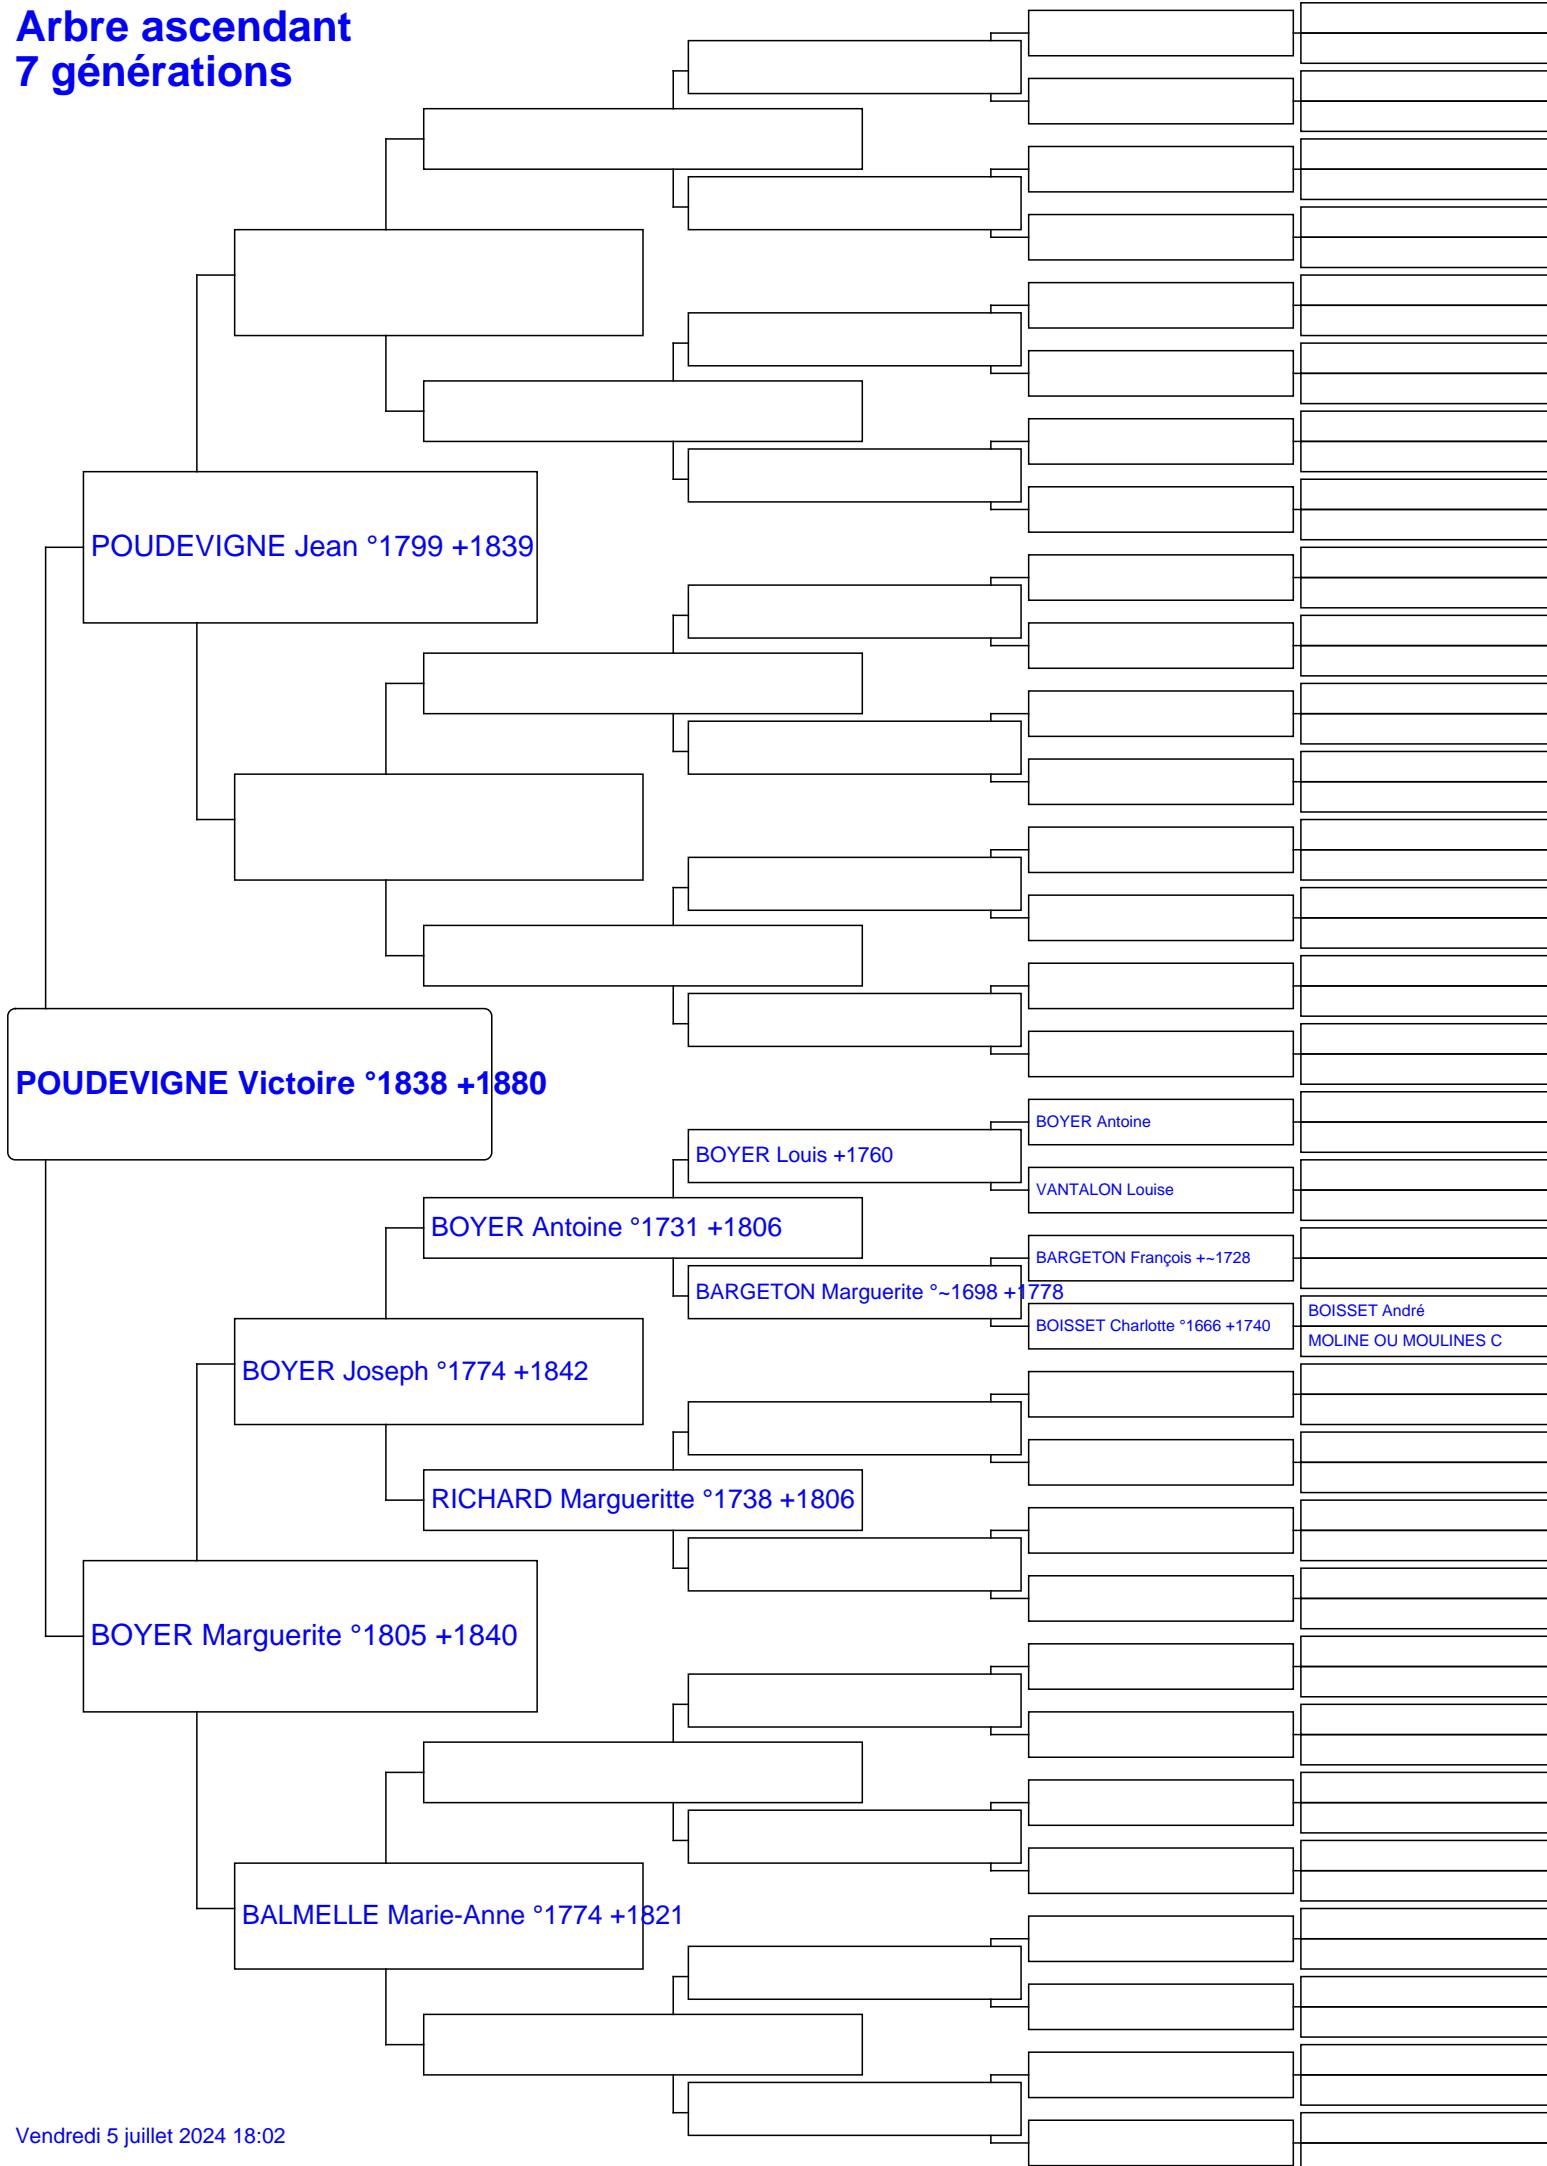 Arbre ascendant
7 générations
POUDEVIGNE Jean °1799 +1839
POUDEVIGNE Victoire °1838 +1880
BOYER Antoine
BOYER Louis +1760
VANTALON Louise
BOYER Antoine °1731 +1806
BARGETON François +~1728
BARGETON Marguerite °~1698 +1778
BOISSET André
BOISSET Charlotte °1666 +1740
MOLINE OU MOULINES C
BOYER Joseph °1774 +1842
RICHARD Margueritte °1738 +1806
BOYER Marguerite °1805 +1840
BALMELLE Marie-Anne °1774 +1821
Vendredi 5 juillet 2024 18:02